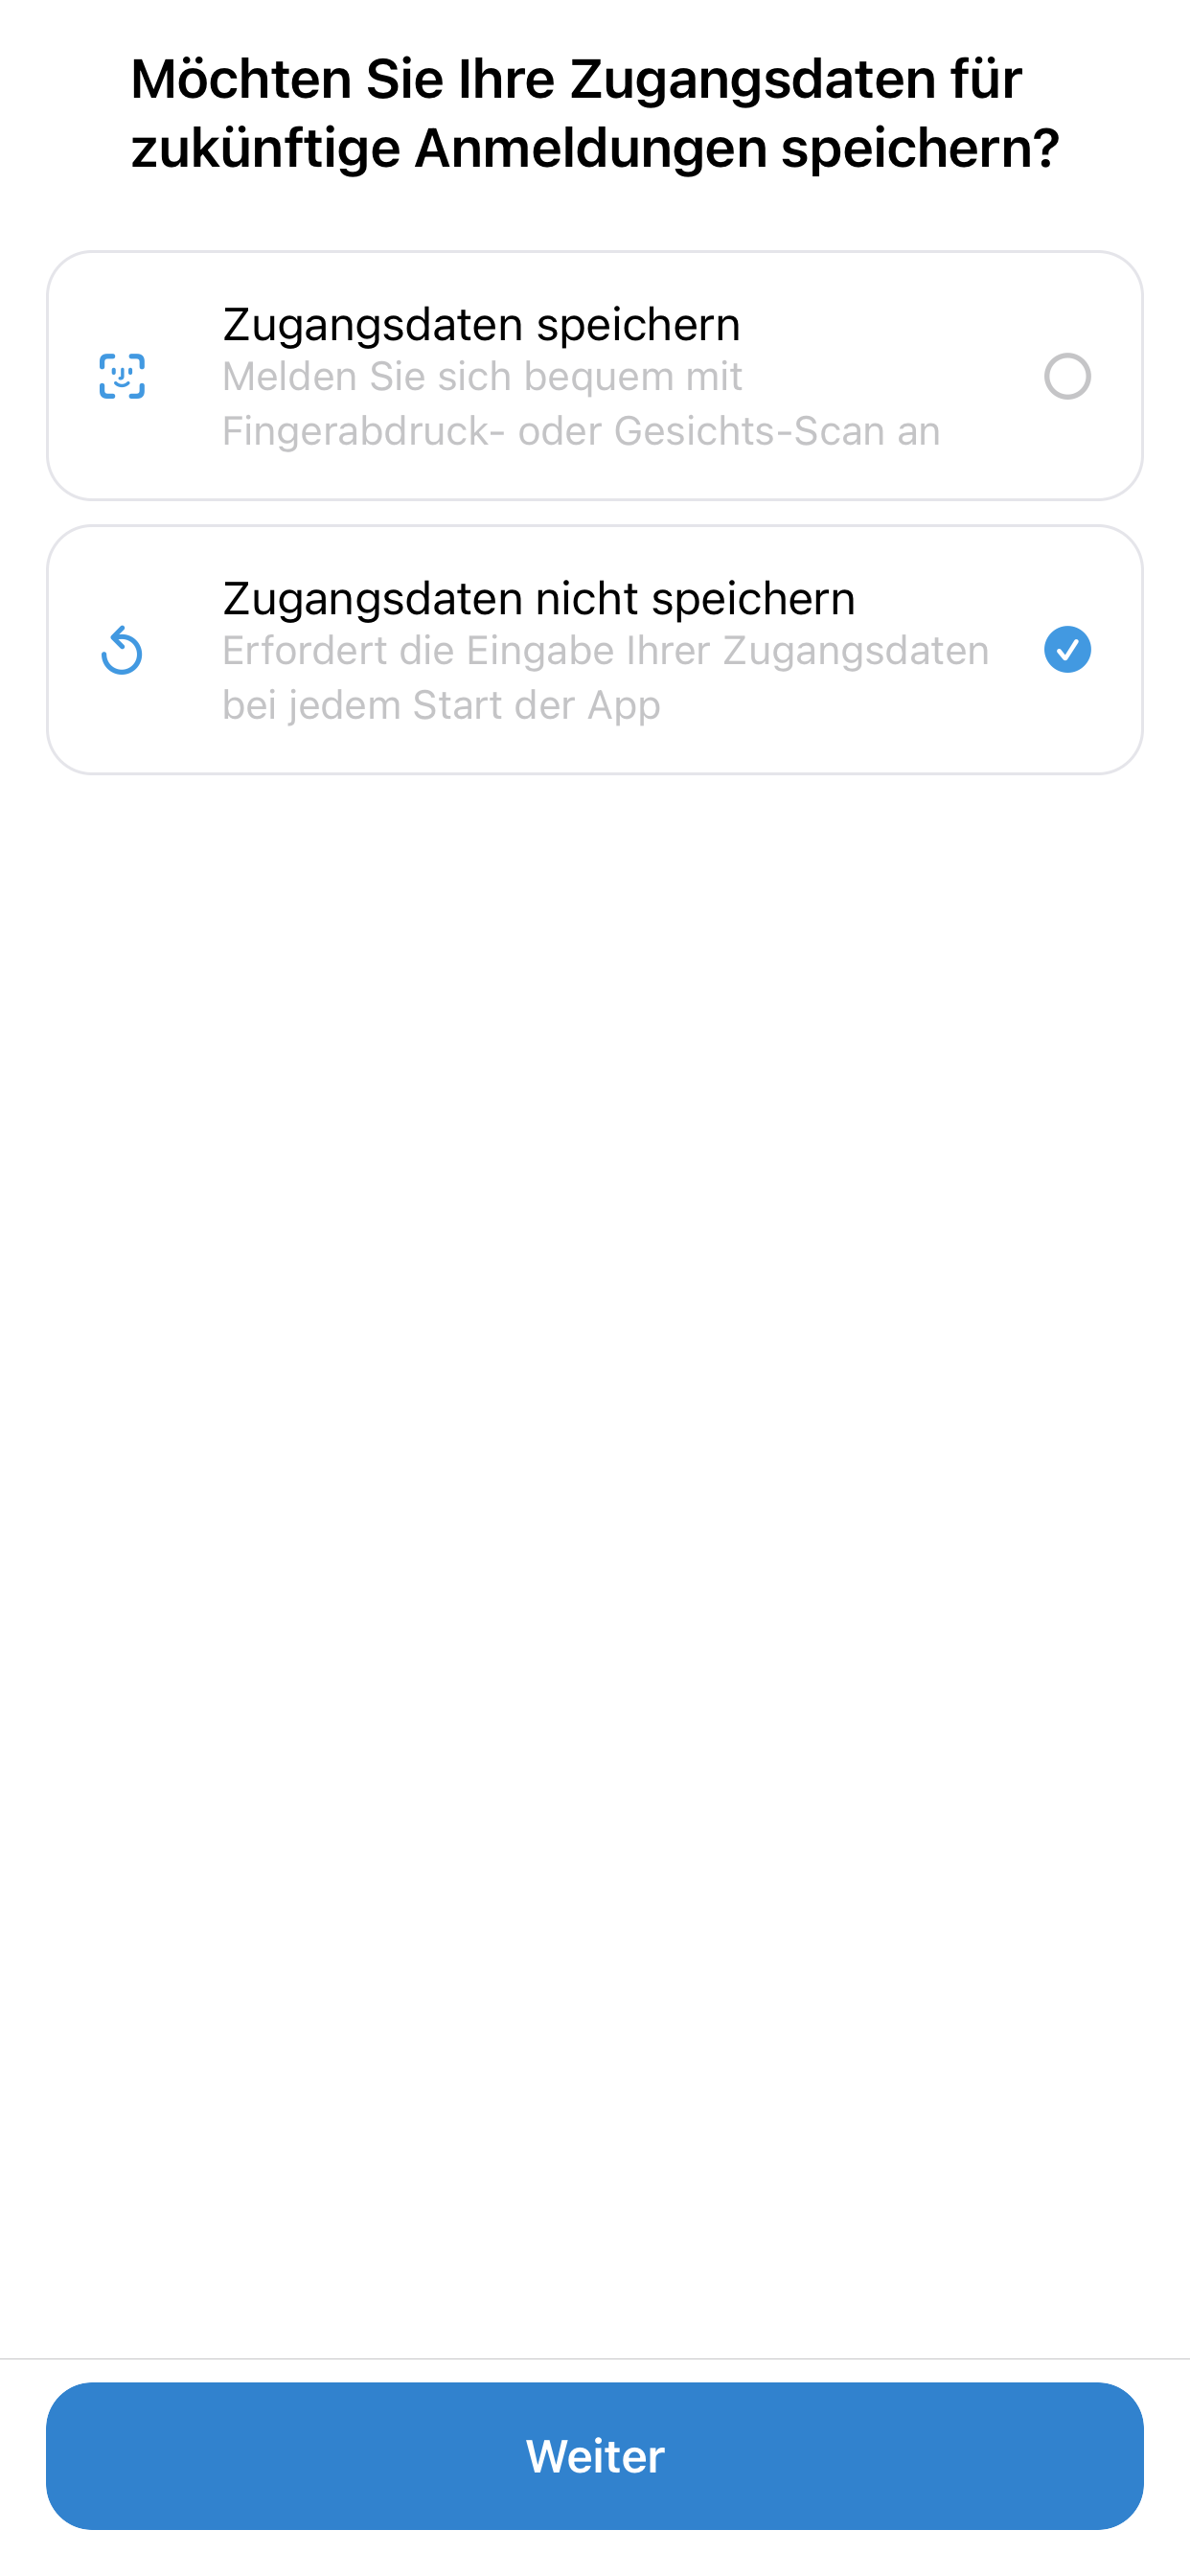 Möchten Sie Ihre Zugangsdaten für
zukünftige Anmeldungen speichern?
Zugangsdaten speichern
Melden Sie sich bequem mit
Fingerabdruck- oder Gesichts-Scan an
Zugangsdaten nicht speichern
Erfordert die Eingabe Ihrer Zugangsdaten
bei jedem Start der App
Weiter